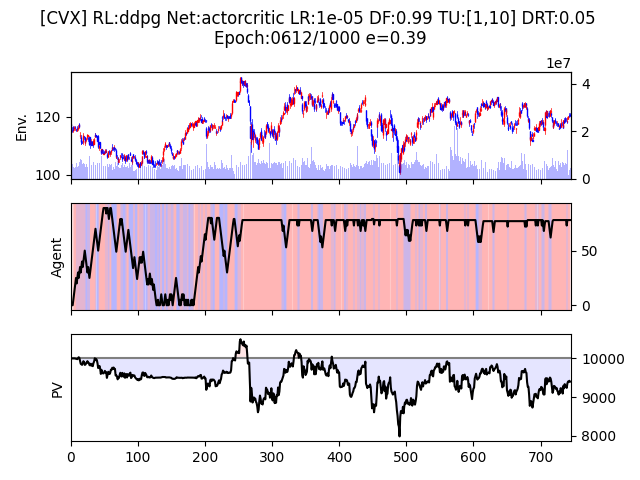 [CVX] RL:ddpg Net:actorcritic LR:1e-05 DF:0.99 TU:[1,10] DRT:0.05
Epoch:0612/1000 e=0.39
1e7
Env.
120
100
4
2
0
Agent
50
0
PV
10000
9000
8000
0 100 200 300 400 500 600 700